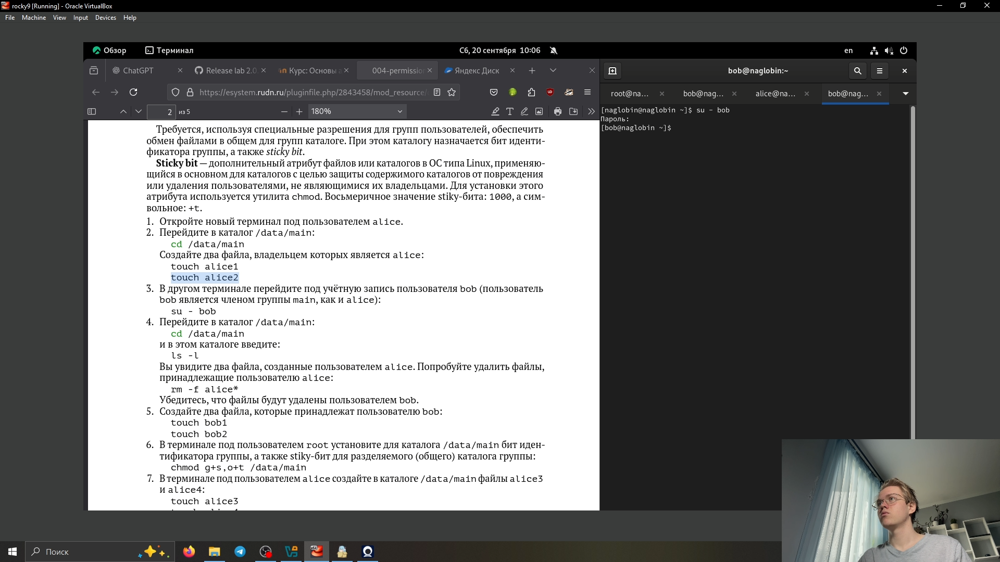 rocky9 [Running] - Oracle VirtualBox
File Machine View Input Devices Help
Обзор Терминал Сб, 20 сентября 10:06 en
ChatGPT Release lab 2.0 Курс: Основы а 004-permission Яндекс Диск
bob@naglobin:~
https://esystem.rudn.ru/pluginfile.php/2843458/mod_resource/
root@na... bob@nag... alice@na... bob@nag...
2 из 5 180%
[naglobin@naglobin ~]$ su - bob
Пароль:
[bob@naglobin ~]$
Требуется, используя специальные разрешения для групп пользователей, обеспечить
обмен файлами в общем для групп каталоге. При этом каталогу назначается бит иденти-
фикатора группы, а также sticky bit.
Sticky bit — дополнительный атрибут файлов или каталогов в ОС типа Linux, применяю-
щийся в основном для каталогов с целью защиты содержимого каталогов от повреждения
или удаления пользователями, не являющимися их владельцами. Для установки этого
атрибута используется утилита chmod. Восьмеричное значение stiky-бита: 1000, а сим-
вольное: +t.
1. Откройте новый терминал под пользователем alice.
2. Перейдите в каталог /data/main:
cd /data/main
Создайте два файла, владельцем которых является alice:
touch alice1
touch alice2
3. В другом терминале перейдите под учётную запись пользователя bob (пользователь
bob является членом группы main, как и alice):
su - bob
4. Перейдите в каталог /data/main:
cd /data/main
и в этом каталоге введите:
ls -l
Вы увидите два файла, созданные пользователем alice. Попробуйте удалить файлы,
принадлежащие пользователю alice:
rm -f alice*
Убедитесь, что файлы будут удалены пользователем bob.
5. Создайте два файла, которые принадлежат пользователю bob:
touch bob1
touch bob2
6. В терминале под пользователем root установите для каталога /data/main бит иден-
тификатора группы, а также stiky-бит для разделяемого (общего) каталога группы:
chmod g+s,o+t /data/main
7. В терминале под пользователем alice создайте в каталоге /data/main файлы alice3
и alice4:
touch alice3
Поиск